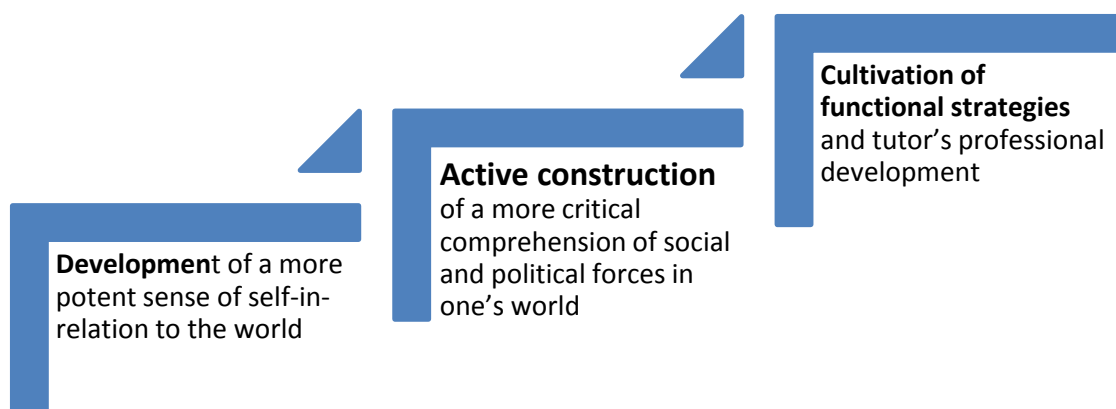 Development of a more
potent sense of self-in-
relation to the world
Active construction
of a more critical
comprehension of social
and political forces in
one's world
Cultivation of
functional strategies
and tutor's professional
development